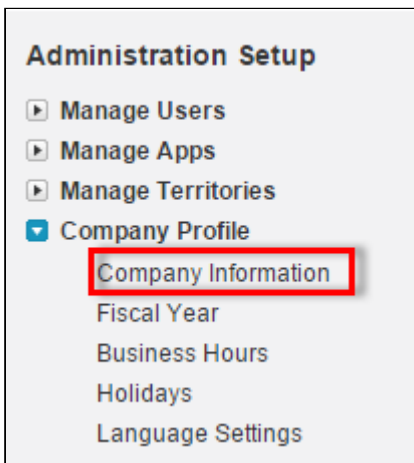 Administration Setup
Manage Users
Manage Apps
Manage Territories
Company Profile
Company Information
Fiscal Year
Business Hours
Holidays
Language Settings